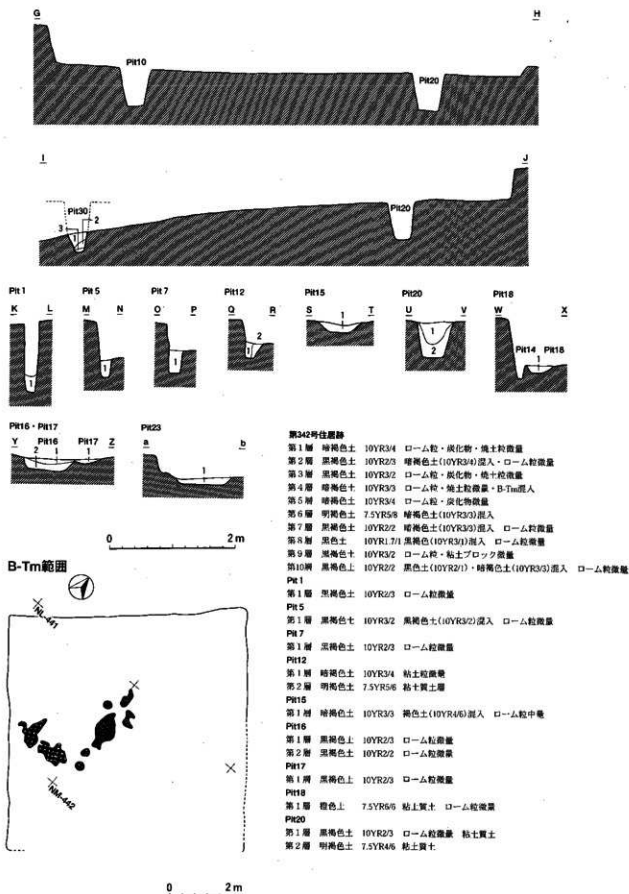 G H
Pit10 Pit20
I J
Pit30 Pit20
3 1 2
Pit 1 Pit 5 Pit 7 Pit12 Pit15 Pit20 Pit18
K L M N O P Q R S T U V W X
Pit14 Pit18
1 1 1 1 2 1 1 2 1
Pit16・Pit17 Pit23
Y Pit16 Pit17 Z a b
2 1 1 1
0 2 m
B-Tm範囲
NL-441
NM-442
0 2 m
第342号住居跡
第1層 暗褐色土 10YR3/4 ローム粒・炭化物・焼土粒微量
第2層 黒褐色土 10YR2/3 暗褐色土(10YR3/4)混入・ローム粒微量
第3層 黒褐色土 10YR3/2 ローム粒・炭化物・焼土粒微量
第4層 暗褐色土 10YR3/3 ローム粒・焼土粒微量・B-Tm混入
第5層 暗褐色土 10YR3/4 ローム粒・炭化物微量
第6層 明褐色土 7.5YR5/8 暗褐色土(10YR3/3)混入
第7層 黒褐色土 10YR2/2 暗褐色土(10YR3/3)混入 ローム粒微量
第8層 黒色土 10YR1.7/1 黒褐色(10YR3/1)混入 ローム粒微量
第9層 黒褐色土 10YR3/2 ローム粒・粘土ブロック微量
第10層 黒褐色土 10YR2/2 黒色土(10YR2/1)・暗褐色土(10YR3/3)混入 ローム粒微量
Pit 1
第1層 黒褐色土 10YR2/3 ローム粒微量
Pit 5
第1層 黒褐色土 10YR3/2 黒褐色土(10YR3/2)混入 ローム粒微量
Pit 7
第1層 黒褐色土 10YR2/3 ローム粒微量
Pit12
第1層 暗褐色土 10YR3/4 粘土粒微量
第2層 明褐色土 7.5YR5/6 粘土質土層
Pit15
第1層 暗褐色土 10YR3/3 褐色土(10YR4/6)混入 ローム粒中量
Pit16
第1層 黒褐色土 10YR2/3 ローム粒微量
第2層 黒褐色土 10YR2/2 ローム粒微量
Pit17
第1層 黒褐色土 10YR2/3 ローム粒微量
Pit18
第1層 橙色土 7.5YR6/6 粘土質土 ローム粒微量
Pit20
第1層 黒褐色土 10YR2/3 ローム粒微量 粘土質土
第2層 明褐色土 7.5YR4/6 粘土質土